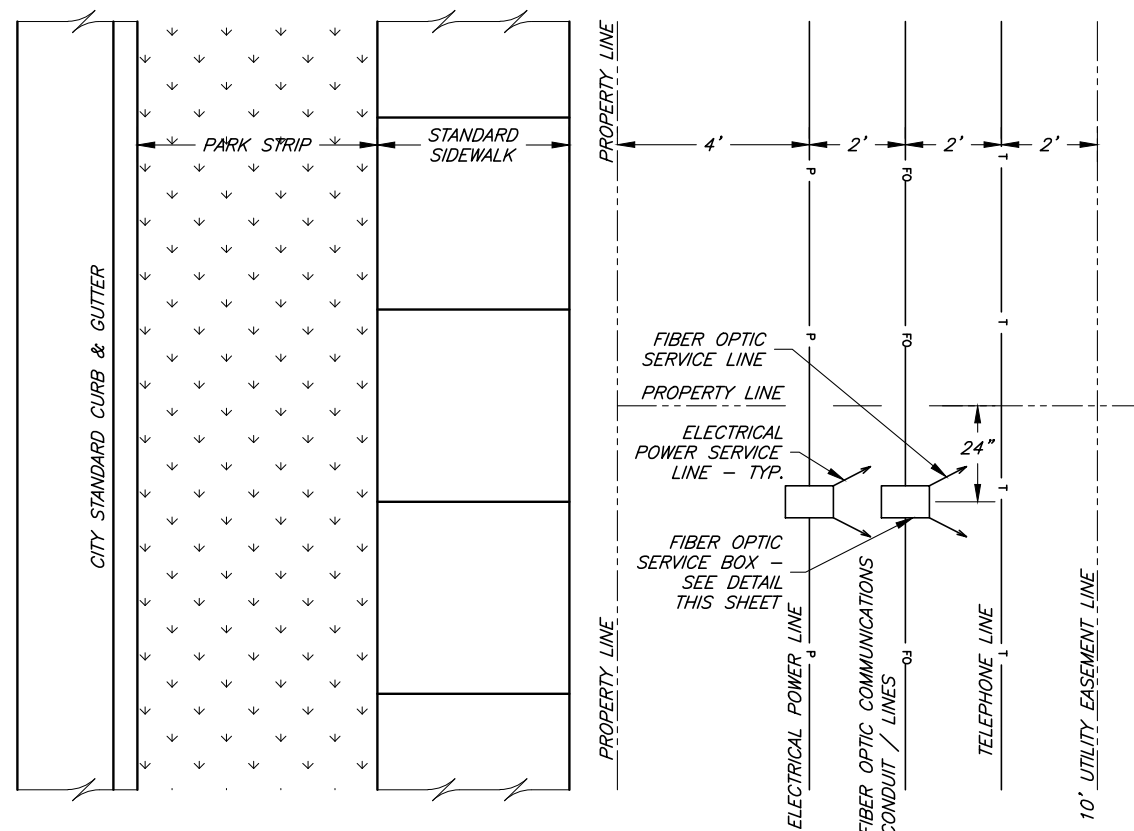 PROPERTY LINE
PARK STRIP
STANDARD
SIDEWALK
4'
2'
2'
2'
P
FO
T
CITY STANDARD CURB & GUTTER
P
FO
T
FIBER OPTIC
SERVICE LINE
PROPERTY LINE
ELECTRICAL
POWER SERVICE
LINE – TYP.
24"
T
FIBER OPTIC
SERVICE BOX –
SEE DETAIL
THIS SHEET
PROPERTY LINE
P
FO
T
ELECTRICAL POWER LINE
FIBER OPTIC COMMUNICATIONS
CONDUIT / LINES
TELEPHONE LINE
10' UTILITY EASEMENT LINE